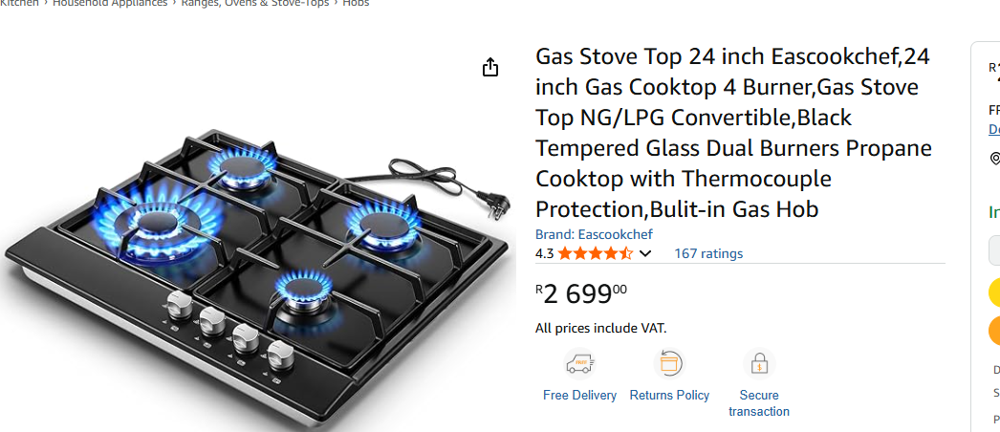 Kitchen › Household Appliances › Ranges, Ovens & Stove-Tops › Hobs
Gas Stove Top 24 inch Eascookchef,24
inch Gas Cooktop 4 Burner,Gas Stove
Top NG/LPG Convertible,Black
Tempered Glass Dual Burners Propane
Cooktop with Thermocouple
Protection,Bulit-in Gas Hob
Brand: Eascookchef
4.3 167 ratings
R2 69900
All prices include VAT.
FREE
Free Delivery Returns Policy Secure
transaction
R